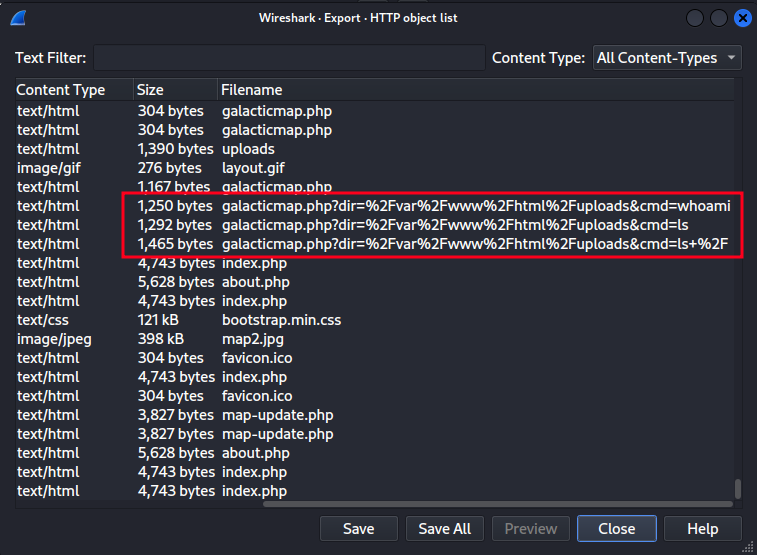 Wireshark · Export · HTTP object list
Text Filter: Content Type: All Content-Types
Content Type Size Filename
text/html 304 bytes galacticmap.php
text/html 304 bytes galacticmap.php
text/html 1,390 bytes uploads
image/gif 276 bytes layout.gif
text/html 1,167 bytes galacticmap.php
text/html 1,250 bytes galacticmap.php?dir=%2Fvar%2Fwww%2Fhtml%2Fuploads&cmd=whoami
text/html 1,292 bytes galacticmap.php?dir=%2Fvar%2Fwww%2Fhtml%2Fuploads&cmd=ls
text/html 1,465 bytes galacticmap.php?dir=%2Fvar%2Fwww%2Fhtml%2Fuploads&cmd=ls+%2F
text/html 4,743 bytes index.php
text/html 5,628 bytes about.php
text/html 4,743 bytes index.php
text/css 121 kB bootstrap.min.css
image/jpeg 398 kB map2.jpg
text/html 304 bytes favicon.ico
text/html 4,743 bytes index.php
text/html 304 bytes favicon.ico
text/html 3,827 bytes map-update.php
text/html 3,827 bytes map-update.php
text/html 5,628 bytes about.php
text/html 4,743 bytes index.php
text/html 4,743 bytes index.php
Save Save All Preview Close Help